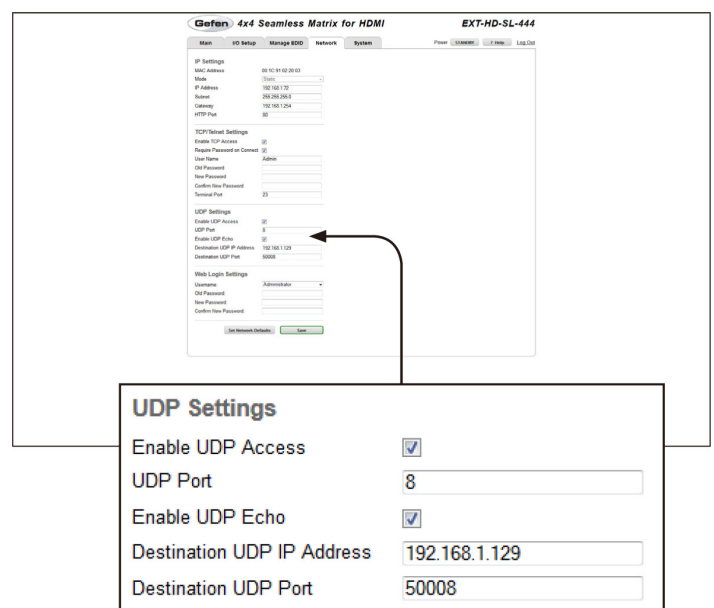 Gefen 4x4 Seamless Matrix for HDMI EXT-HD-SL-444
Main I/O Setup Manage EDID Network System Power STANDBY ? Help Log Out
IP Settings
MAC Address 00:1C:91:02:20:03
Mode Static
IP Address 192.168.1.72
Subnet 255.255.255.0
Gateway 192.168.1.254
HTTP Port 80
TCP/Telnet Settings
Enable TCP Access
Require Password on Connect
User Name Admin
Old Password
New Password
Confirm New Password
Terminal Port 23
UDP Settings
Enable UDP Access
UDP Port 8
Enable UDP Echo
Destination UDP IP Address 192.168.1.129
Destination UDP Port 50008
Web Login Settings
Username Administrator
Old Password
New Password
Confirm New Password
Set Network Defaults Save
UDP Settings
Enable UDP Access
UDP Port 8
Enable UDP Echo
Destination UDP IP Address 192.168.1.129
Destination UDP Port 50008